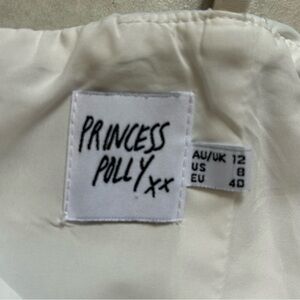 PRINCESS
POLLY xx
AU/UK 12
US 8
EU 40